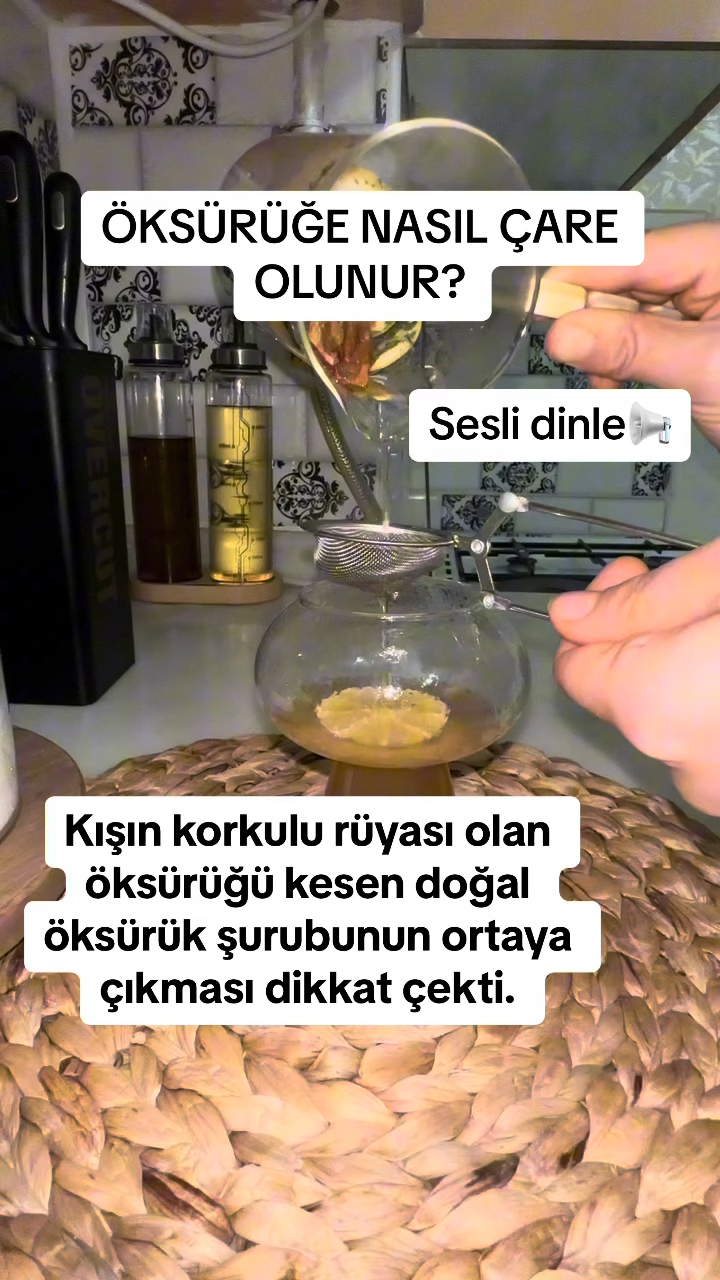 ÖKSÜRÜĞE NASIL ÇARE
OLUNUR?
Sesli dinle📢
OVERCUT
Kışın korkulu rüyası olan
öksürüğü kesen doğal
öksürük şurubunun ortaya
çıkması dikkat çekti.